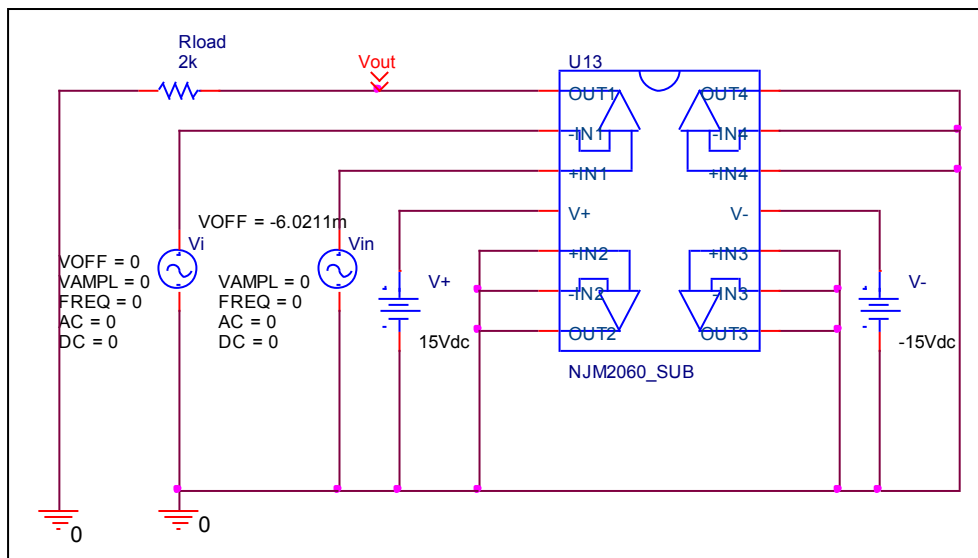 Rload
2k
Vout
U13
OUT1
-IN1
+IN1
V+
+IN2
-IN2
OUT2
OUT4
-IN4
+IN4
V-
+IN3
-IN3
OUT3
NJM2060_SUB
VOFF = -6.0211m
Vi
VOFF = 0
VAMPL = 0
FREQ = 0
AC = 0
DC = 0
Vin
VAMPL = 0
FREQ = 0
AC = 0
DC = 0
V+
15Vdc
V-
-15Vdc
0
0